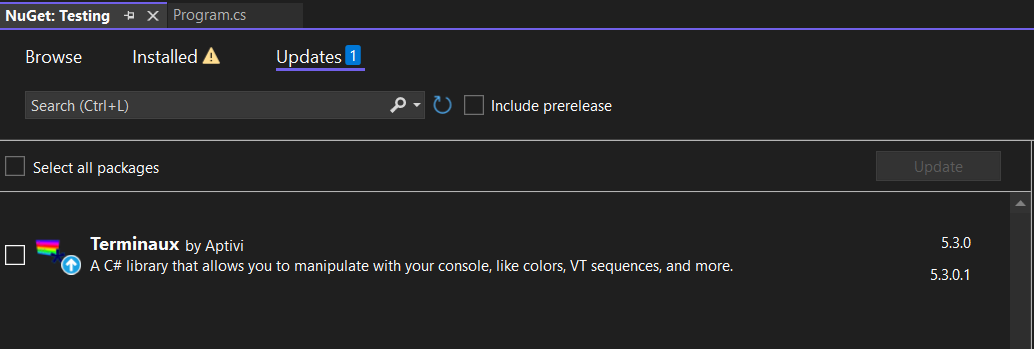 NuGet: Testing Program.cs
Browse Installed Updates 1
Search (Ctrl+L) Include prerelease
Select all packages Update
Terminaux by Aptivi 5.3.0
A C# library that allows you to manipulate with your console, like colors, VT sequences, and more. 5.3.0.1